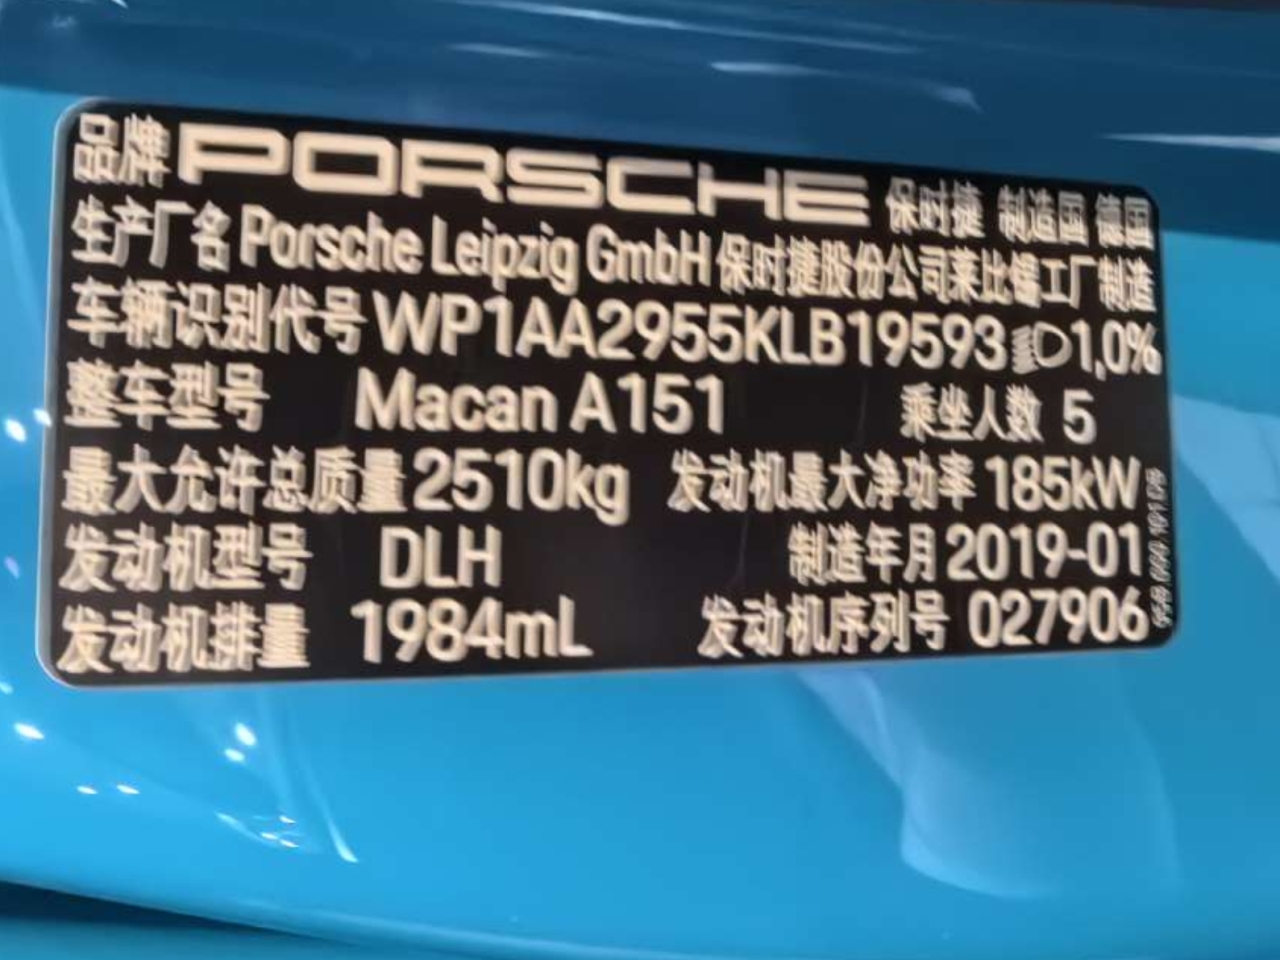 品牌 PORSCHE 保时捷 制造国 德国
生产厂名 Porsche Leipzig GmbH 保时捷股份公司莱比锡工厂制造
车辆识别代号 WP1AA2955KLB19593 1,0%
整车型号 Macan A151 乘坐人数 5
最大允许总质量 2510kg 发动机最大净功率 185kW
发动机型号 DLH 制造年月 2019-01
发动机排量 1984mL 发动机序列号 027906